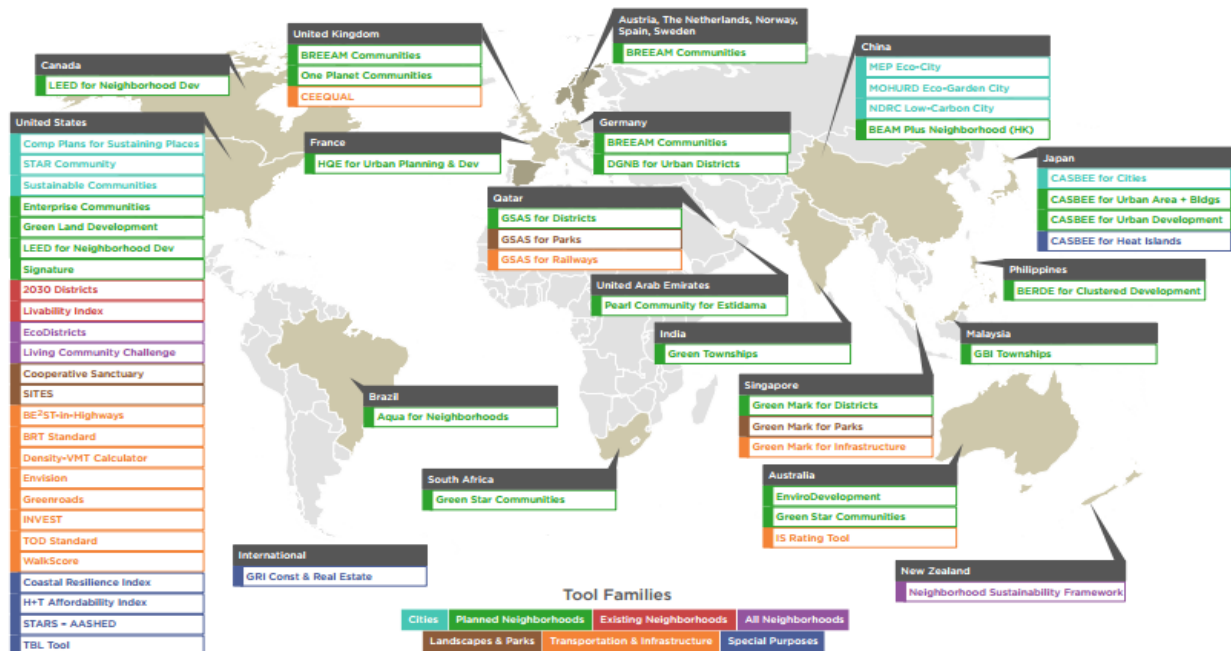 Canada
LEED for Neighborhood Dev
United States
Comp Plans for Sustaining Places
STAR Community
Sustainable Communities
Enterprise Communities
Green Land Development
LEED for Neighborhood Dev
Signature
2030 Districts
Livability Index
EcoDistricts
Living Community Challenge
Cooperative Sanctuary
SITES
BE²ST-in-Highways
BRT Standard
Density-VMT Calculator
Envision
Greenroads
INVEST
TOD Standard
WalkScore
Coastal Resilience Index
H+T Affordability Index
STARS - AASHED
TBL Tool
United Kingdom
BREEAM Communities
One Planet Communities
CEEQUAL
France
HQE for Urban Planning & Dev
Austria, The Netherlands, Norway,
Spain, Sweden
BREEAM Communities
Germany
BREEAM Communities
DGNB for Urban Districts
Qatar
GSAS for Districts
GSAS for Parks
GSAS for Railways
United Arab Emirates
Pearl Community for Estidama
India
Green Townships
China
MEP Eco-City
MOHURD Eco-Garden City
NDRC Low-Carbon City
BEAM Plus Neighborhood (HK)
Japan
CASBEE for Cities
CASBEE for Urban Area + Bldgs
CASBEE for Urban Development
CASBEE for Heat Islands
Philippines
BERDE for Clustered Development
Malaysia
GBI Townships
Singapore
Green Mark for Districts
Green Mark for Parks
Green Mark for Infrastructure
Brazil
Aqua for Neighborhoods
South Africa
Green Star Communities
Australia
EnviroDevelopment
Green Star Communities
IS Rating Tool
New Zealand
Neighborhood Sustainability Framework
International
GRI Const & Real Estate
Tool Families
Cities Planned Neighborhoods Existing Neighborhoods All Neighborhoods
Landscapes & Parks Transportation & Infrastructure Special Purposes